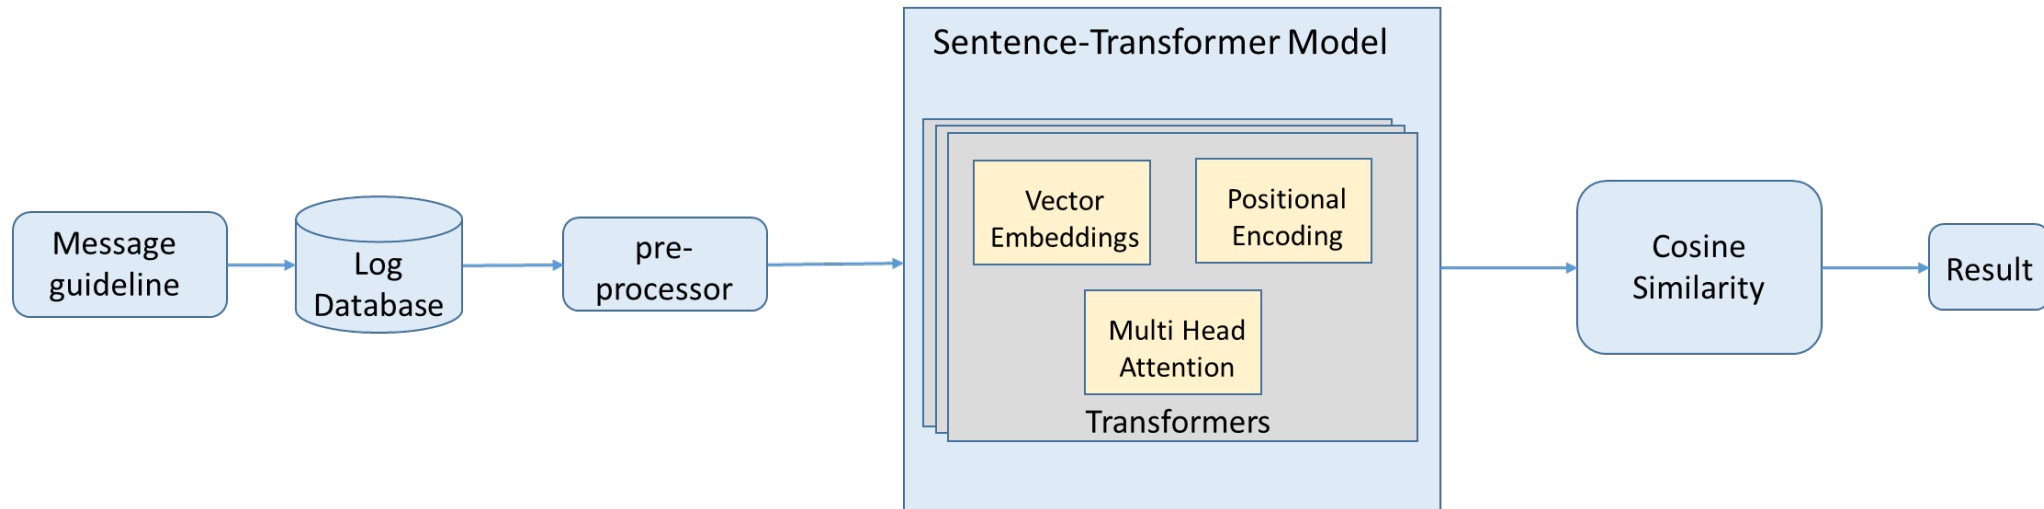 Message
guideline
Log
Database
pre-
processor
Sentence-Transformer Model
Vector
Embeddings
Positional
Encoding
Multi Head
Attention
Transformers
Cosine
Similarity
Result